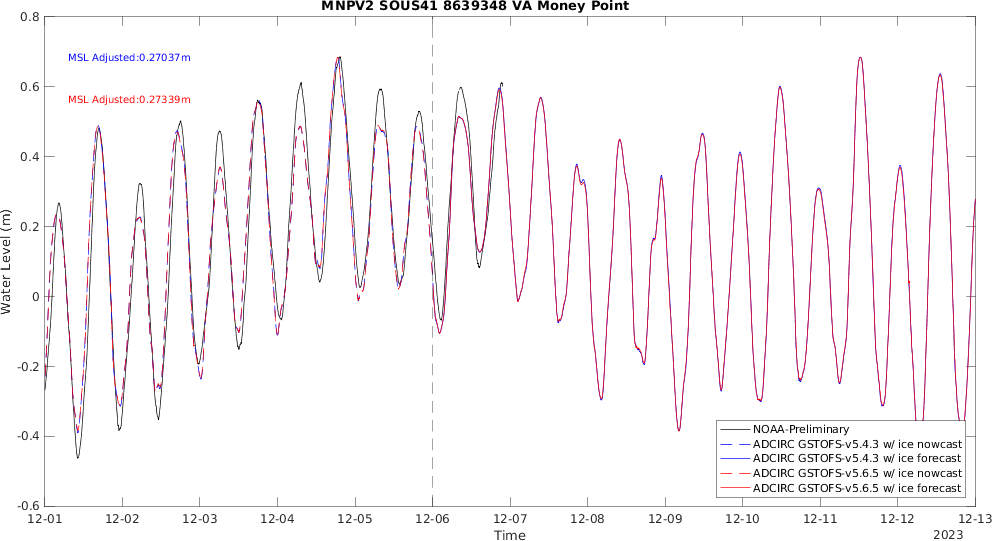 MNPV2 SOUS41 8639348 VA Money Point
0.8
0.6
0.4
0.2
0
-0.2
-0.4
-0.6
Water Level (m)
MSL Adjusted:0.27037m
MSL Adjusted:0.27339m
NOAA-Preliminary
ADCIRC GSTOFS-v5.4.3 w/ ice nowcast
ADCIRC GSTOFS-v5.4.3 w/ ice forecast
ADCIRC GSTOFS-v5.6.5 w/ ice nowcast
ADCIRC GSTOFS-v5.6.5 w/ ice forecast
12-01 12-02 12-03 12-04 12-05 12-06 12-07 12-08 12-09 12-10 12-11 12-12 12-13
Time
2023